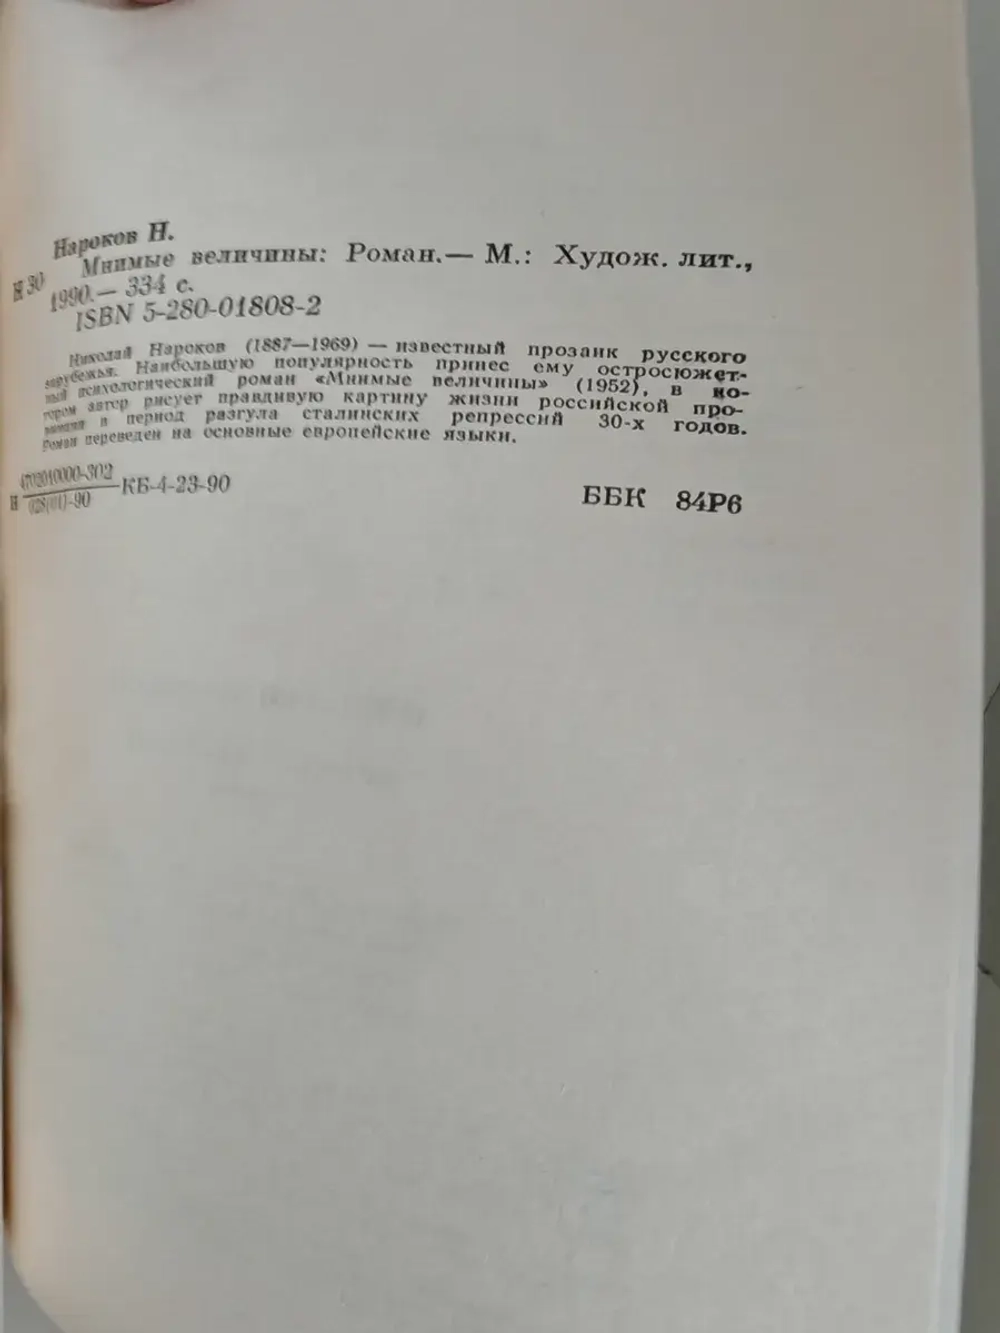 Нароков Н.
Н30 Мнимые величины: Роман.— М.: Худож. лит.,
1990.— 334 с.
ISBN 5-280-01808-2
Николай Нароков (1887—1969) — известный прозаик русского
зарубежья. Наибольшую популярность принес ему остросюжет-
ный психологический роман «Мнимые величины» (1952), в ко-
тором автор рисует правдивую картину жизни российской про-
винции в период разгула сталинских репрессий 30-х годов.
Роман переведен на основные европейские языки.
4702010000-302
Н КБ-4-23-90 ББК 84Р6
028(01)-90